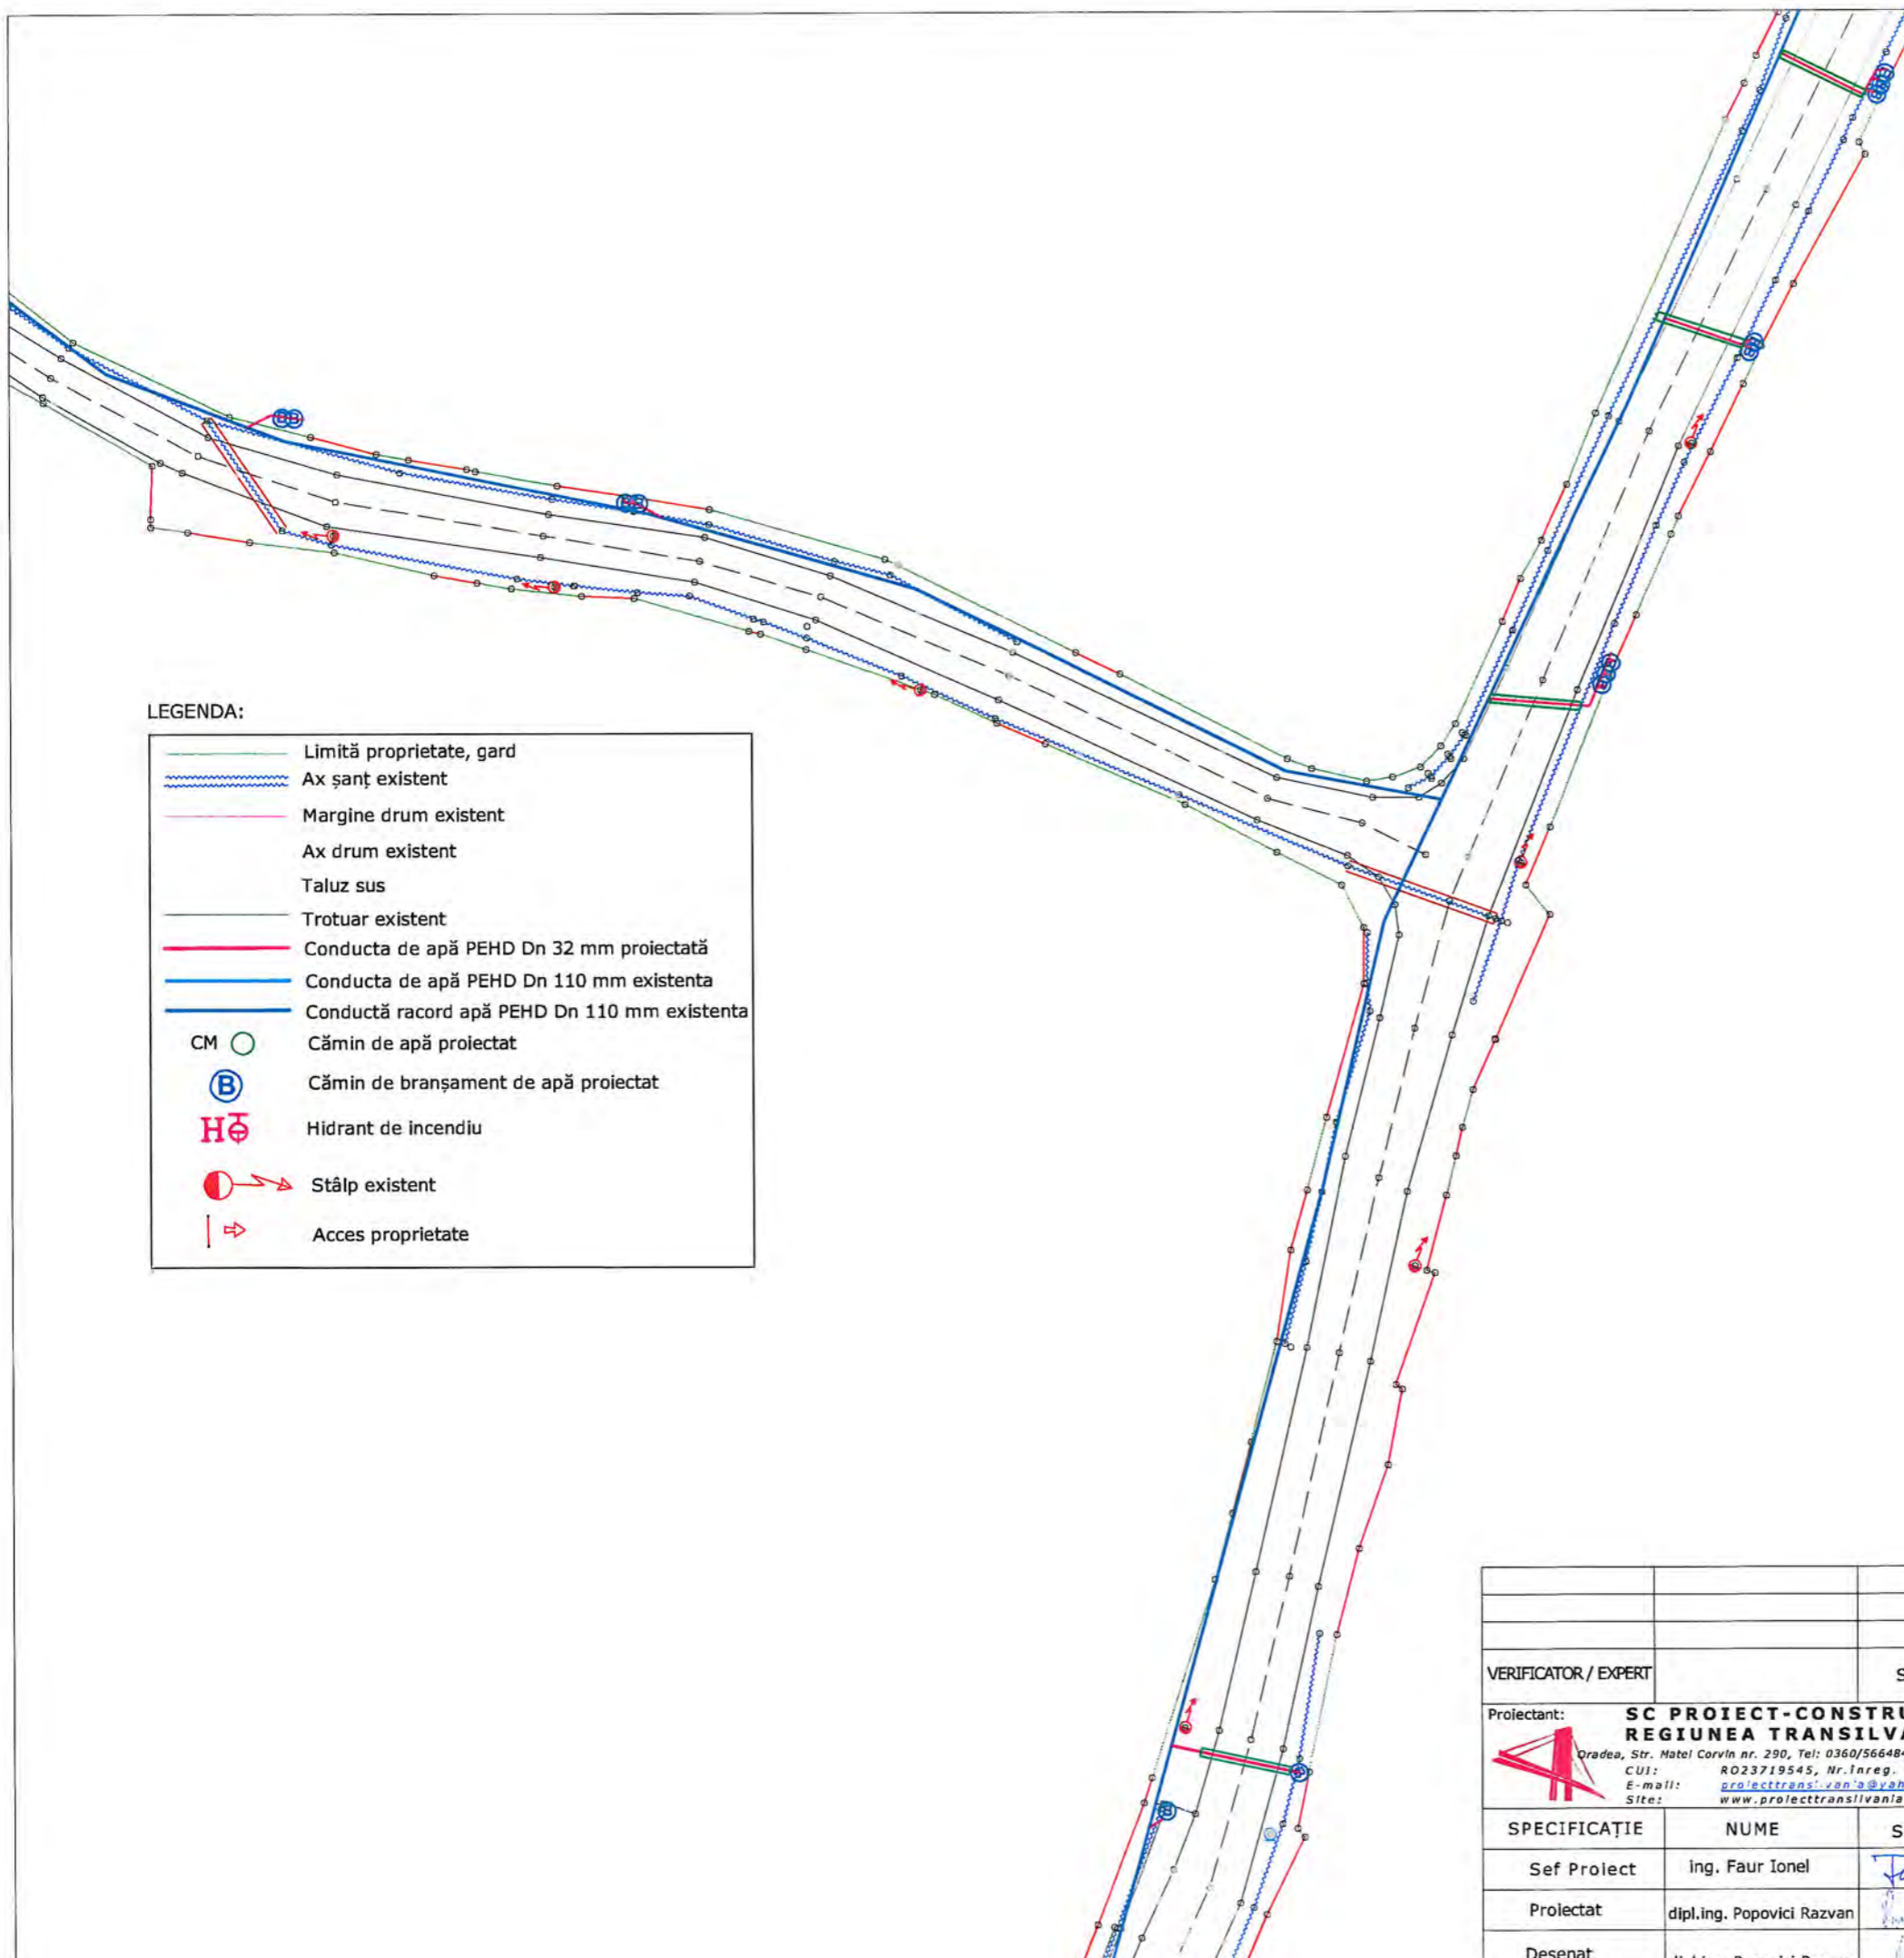 LEGENDA:
Limită proprietate, gard
Ax șanț existent
Margine drum existent
Ax drum existent
Taluz sus
Trotuar existent
Conducta de apă PEHD Dn 32 mm proiectată
Conducta de apă PEHD Dn 110 mm existenta
Conductă racord apă PEHD Dn 110 mm existenta
CM Cămin de apă proiectat
B Cămin de branșament de apă proiectat
H Hidrant de incendiu
Stâlp existent
Acces proprietate
B B
B B
B
B
VERIFICATOR / EXPERT S
Proiectant: SC PROIECT-CONSTRU
REGIUNEA TRANSILVA
Oradea, Str. Matei Corvin nr. 290, Tel: 0360/566484
CUI: RO23719545, Nr.înreg.
E-mail: proiecttransilvania@yah
Site: www.proiecttransilvania
SPECIFICAȚIE NUME S
Sef Proiect ing. Faur Ionel
Proiectat dipl.ing. Popovici Razvan
Desenat